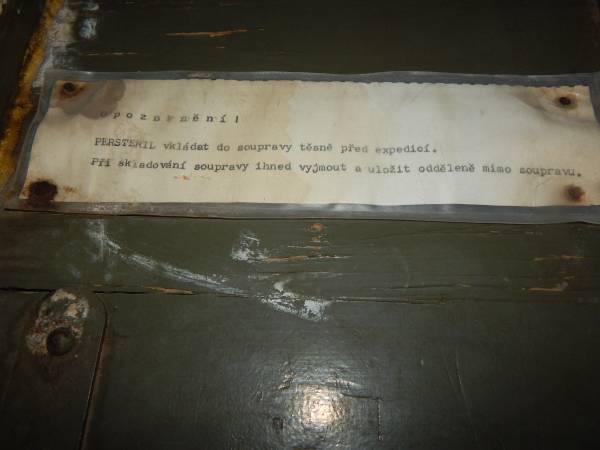 Upozornění!
PERSTERIL vkládat do soupravy těsně před expedicí.
Při skladování soupravy ihned vyjmout a uložit odděleně mimo soupravu.